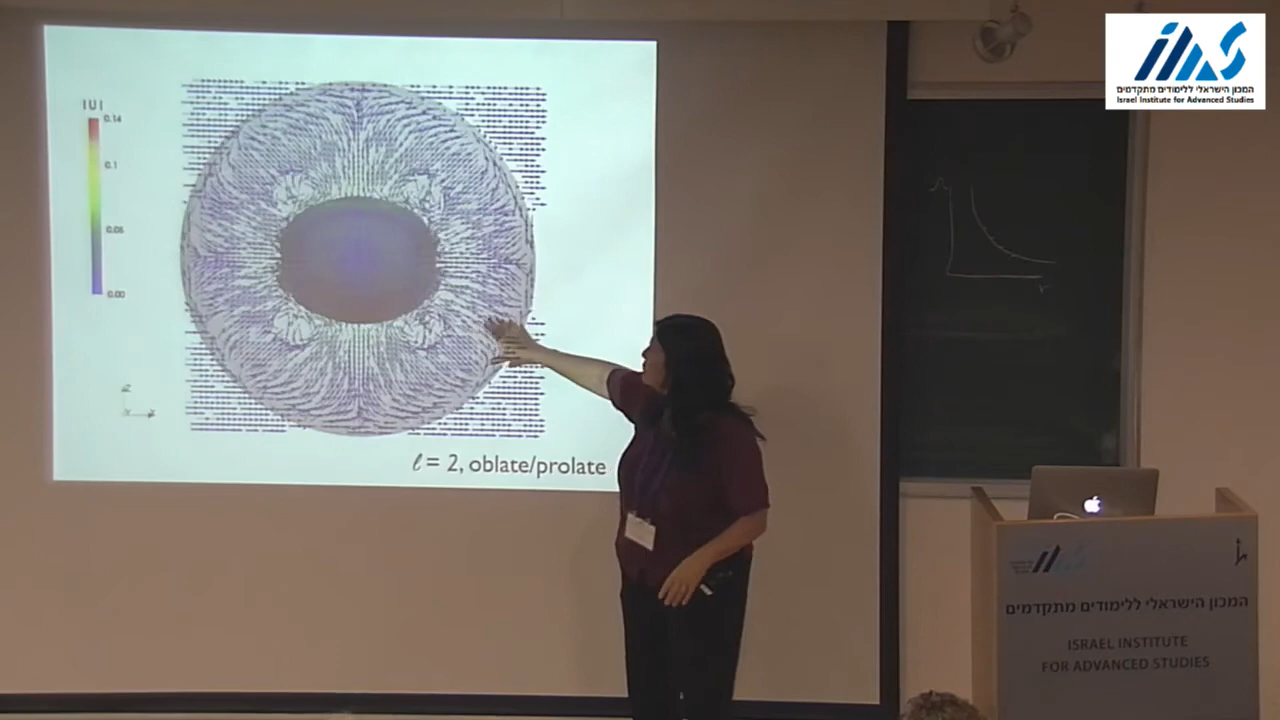 |U|
0.14
0.1
0.05
0.00
ℓ = 2, oblate/prolate
המכון הישראלי ללימודים מתקדמים
Israel Institute for Advanced Studies
המכון הישראלי ללימודים מתקדמים
ISRAEL INSTITUTE
FOR ADVANCED STUDIES